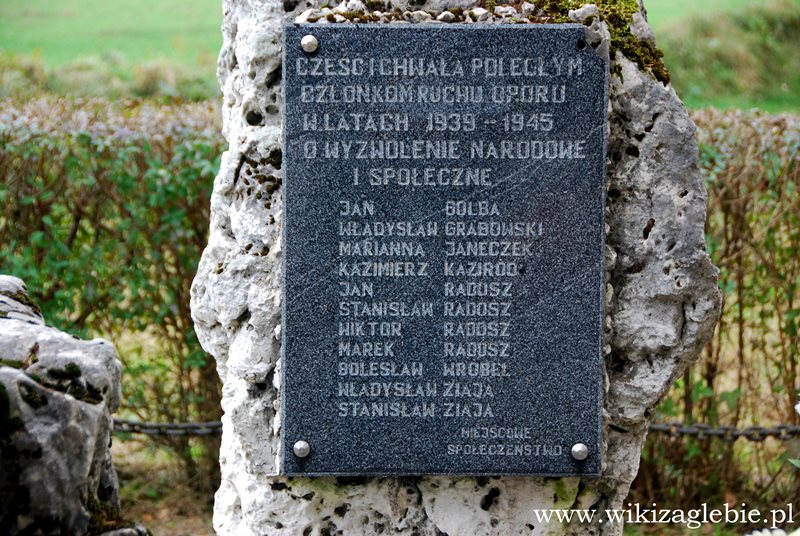 CZEŚĆ I CHWAŁA POLEGŁYM
CZŁONKOM RUCHU OPORU
W LATACH 1939-1945
O WYZWOLENIE NARODOWE
I SPOŁECZNE
JAN GOLBA
WŁADYSŁAW GRABOWSKI
MARIANNA JANECZEK
KAZIMIERZ KAZIROD
JAN RADOSZ
STANISŁAW RADOSZ
WIKTOR RADOSZ
MAREK RADOSZ
BOLESŁAW WRÓBEL
WŁADYSŁAW ZIAJA
STANISŁAW ZIAJA
MIEJSCOWE
SPOŁECZEŃSTWO
www.wikizaglebie.pl